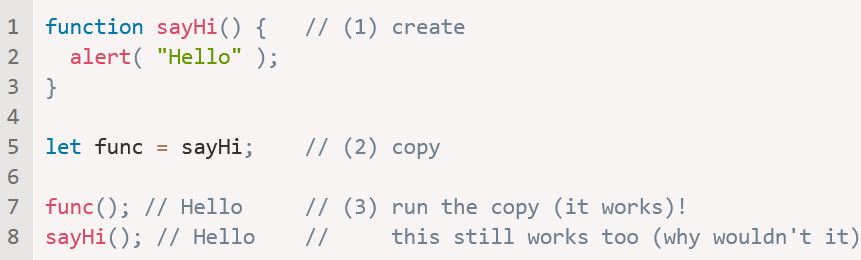 1 function sayHi() {   // (1) create
2   alert( "Hello" );
3 }
4
5 let func = sayHi;    // (2) copy
6
7 func(); // Hello     // (3) run the copy (it works)!
8 sayHi(); // Hello    //     this still works too (why wouldn't it)